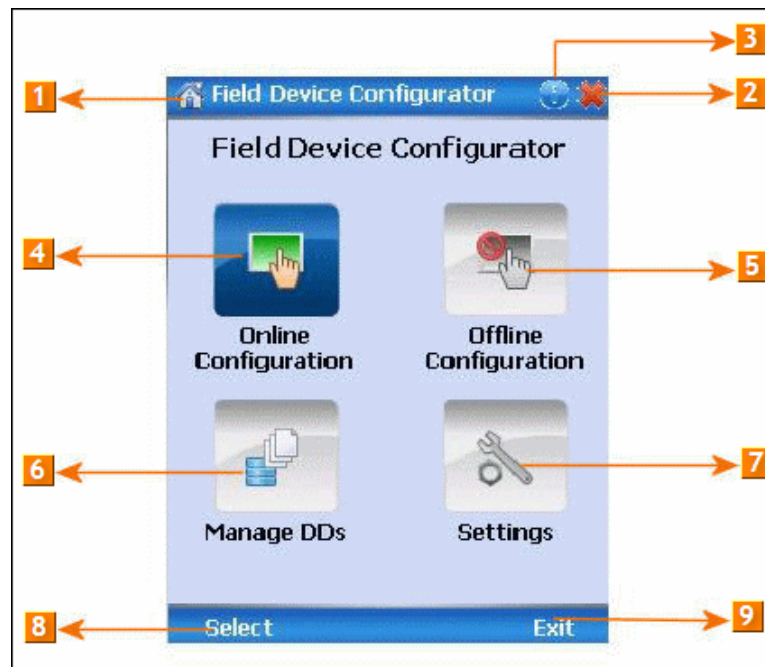 3
1 Field Device Configurator 2
Field Device Configurator
4 5
Online Configuration
Offline Configuration
6 7
Manage DDs Settings
8 Select Exit 9